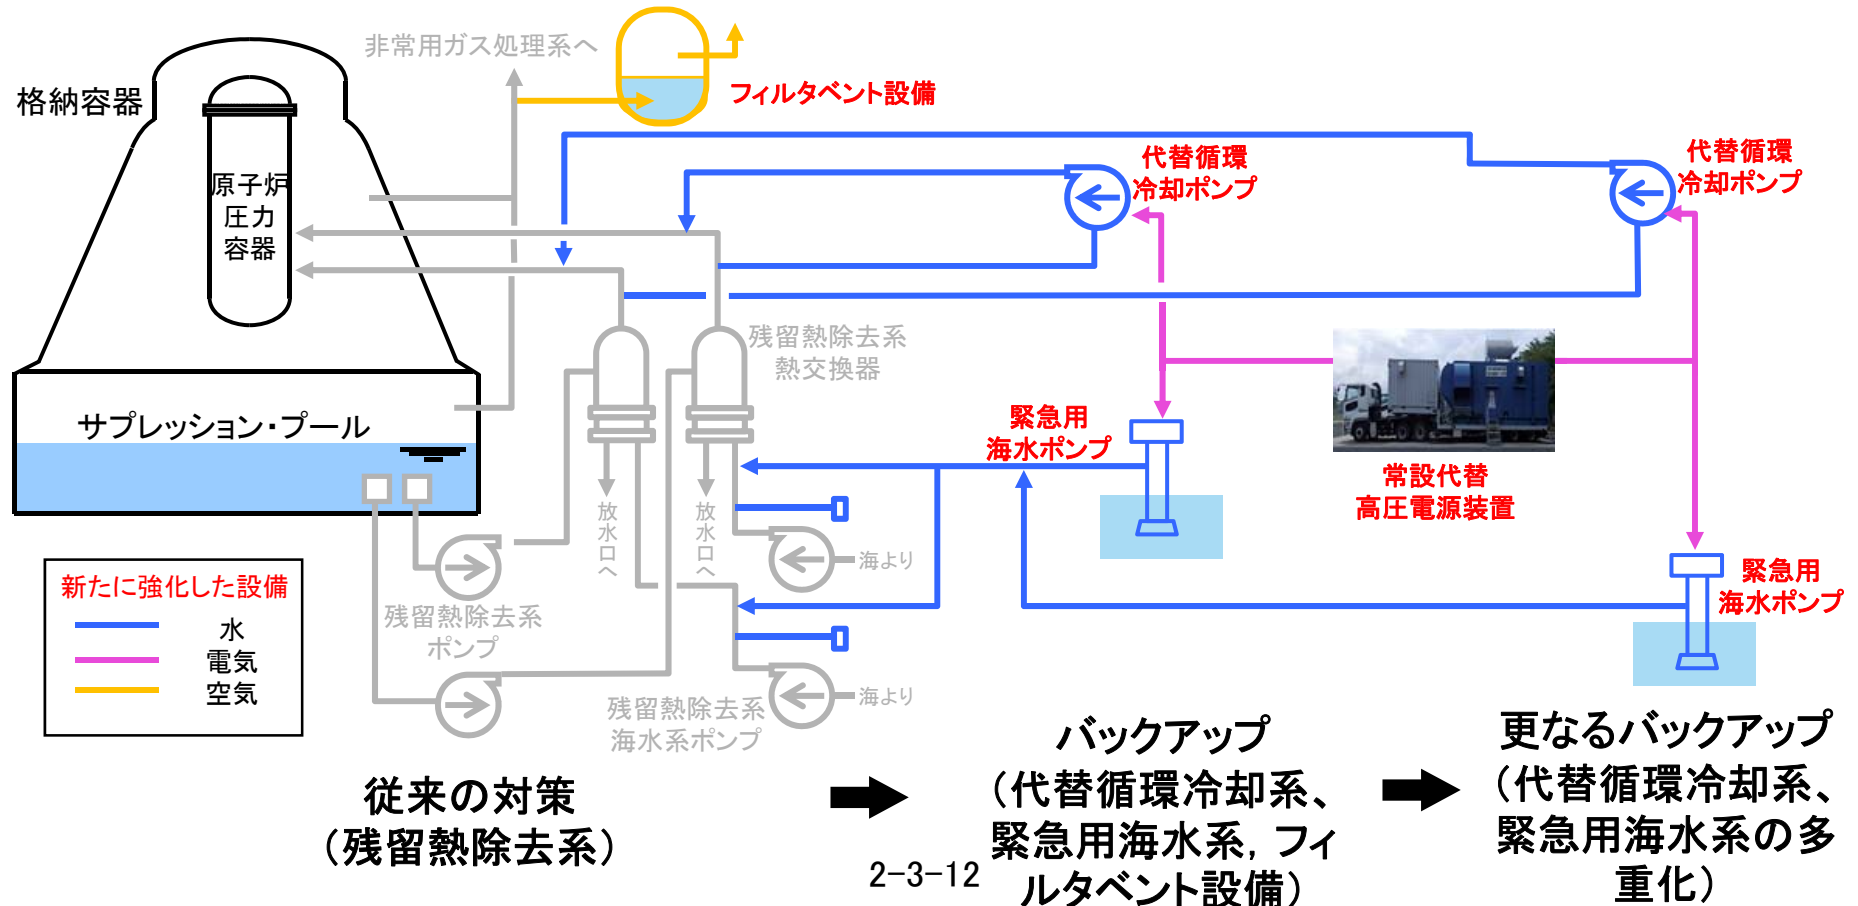 非常用ガス処理系へ
フィルタベント設備
格納容器
原子炉
圧力
容器
代替循環
冷却ポンプ
代替循環
冷却ポンプ
残留熱除去系
熱交換器
サプレッション・プール
緊急用
海水ポンプ
常設代替
高圧電源装置
放水口へ
放水口へ
海より
緊急用
海水ポンプ
新たに強化した設備
水
電気
空気
残留熱除去系
ポンプ
海より
残留熱除去系
海水系ポンプ
従来の対策
（残留熱除去系）
バックアップ
（代替循環冷却系、
緊急用海水系，フィ
ルタベント設備）
更なるバックアップ
（代替循環冷却系、
緊急用海水系の多
重化）
2-3-12